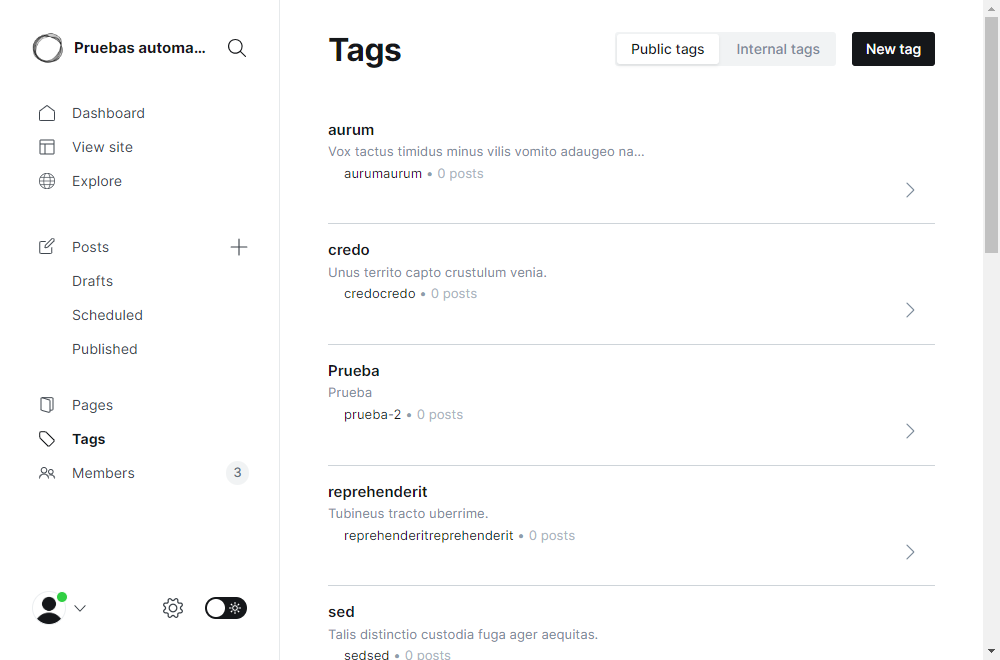 Pruebas automa...
Dashboard
View site
Explore
Posts
Drafts
Scheduled
Published
Pages
Tags
Members 3
Tags
Public tags
Internal tags
New tag
aurum
Vox tactus timidus minus vilis vomito adaugeo na...
aurumaurum • 0 posts
credo
Unus territo capto crustulum venia.
credocredo • 0 posts
Prueba
Prueba
prueba-2 • 0 posts
reprehenderit
Tubineus tracto uberrime.
reprehenderitreprehenderit • 0 posts
sed
Talis distinctio custodia fuga ager aequitas.
sedsed • 0 posts